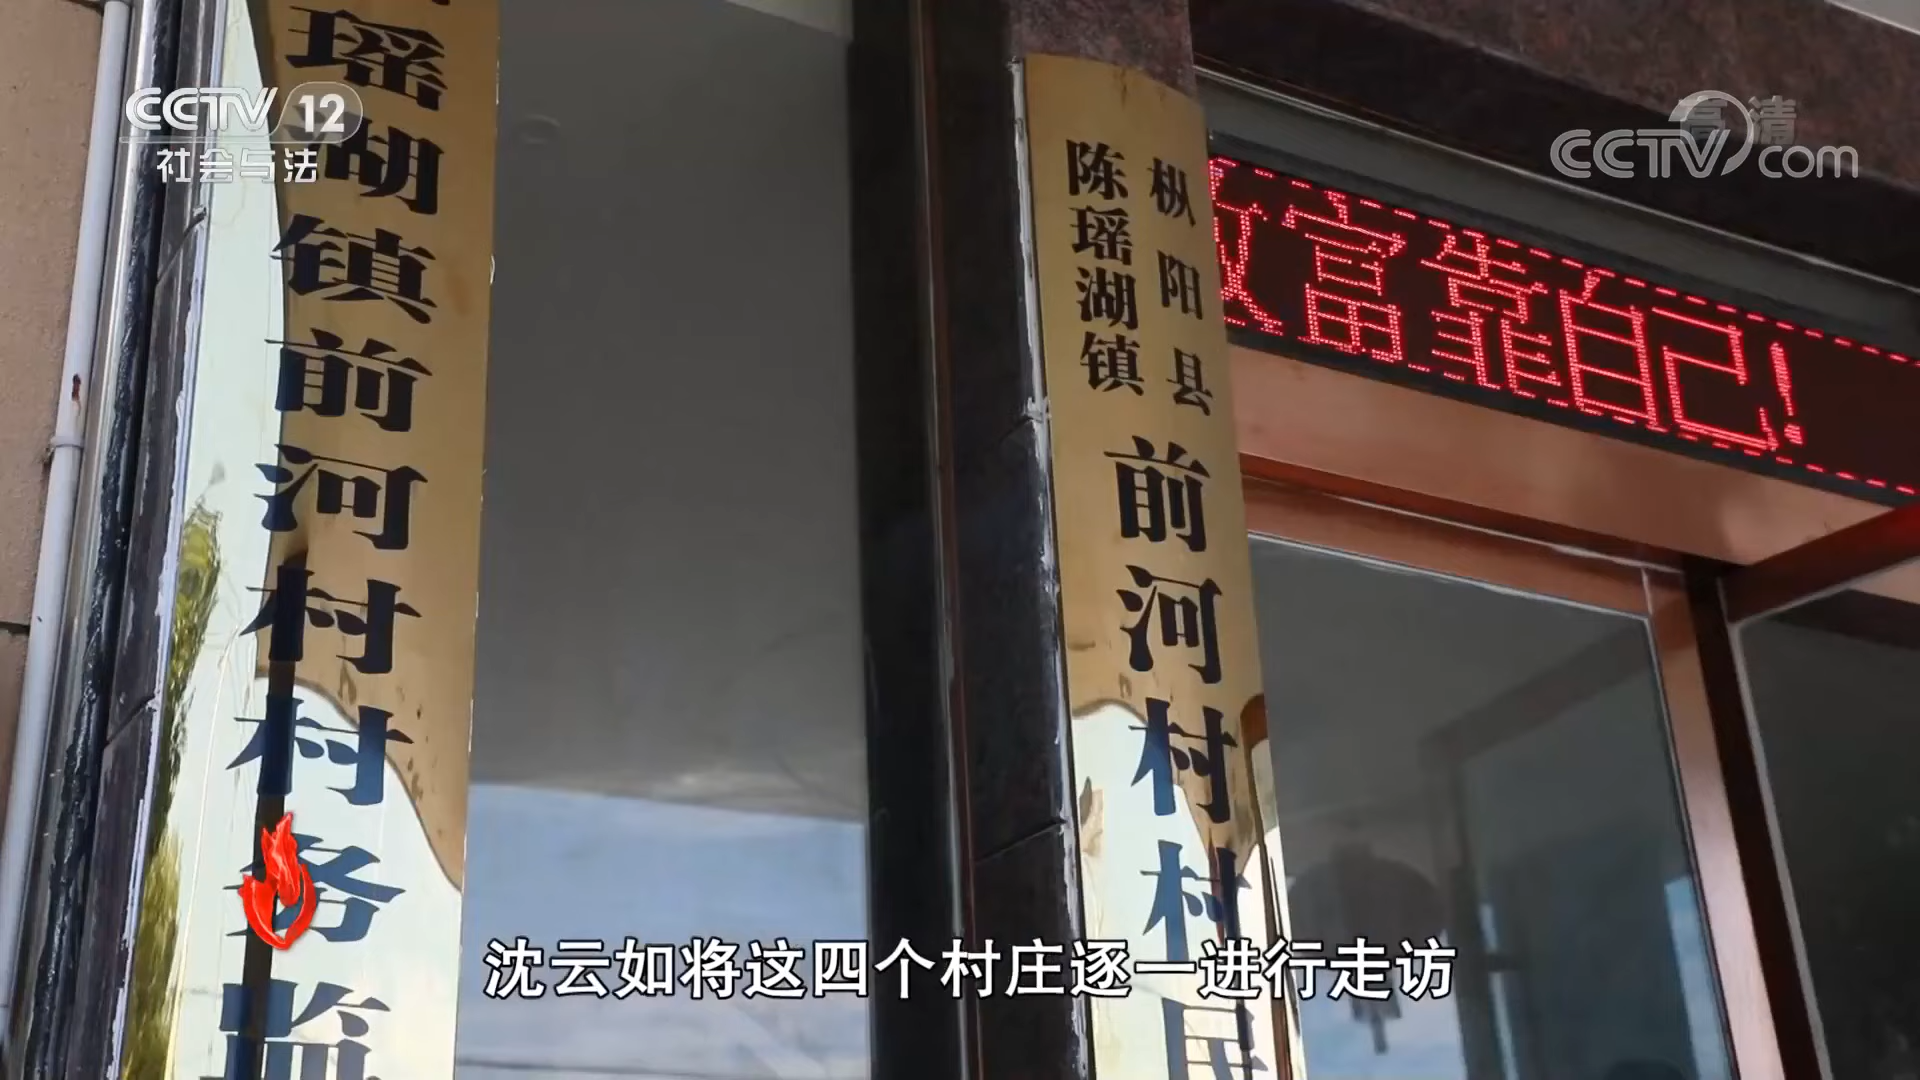 CCTV 12
社会与法
高清
CCTV.com
瑶湖镇前河村村务监
枞阳县
陈瑶湖镇
前河村村民
致富靠自己!
沈云如将这四个村庄逐一进行走访